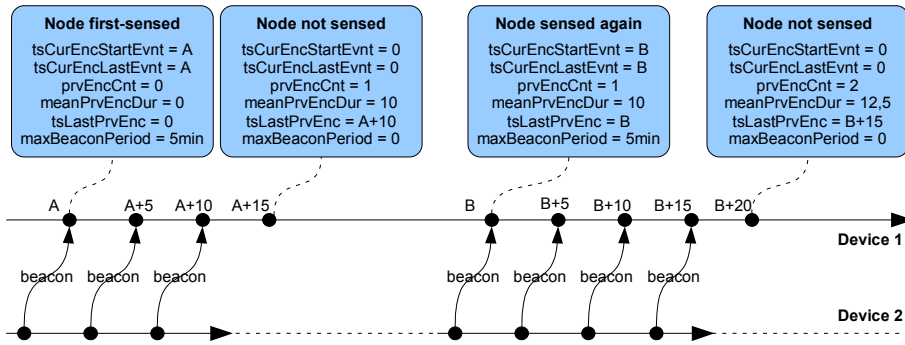 Node first-sensed
tsCurEncStartEvnt = A
tsCurEncLastEvnt = A
prvEncCnt = 0
meanPrvEncDur = 0
tsLastPrvEnc = 0
maxBeaconPeriod = 5min
Node not sensed
tsCurEncStartEvnt = 0
tsCurEncLastEvnt = 0
prvEncCnt = 1
meanPrvEncDur = 10
tsLastPrvEnc = A+10
maxBeaconPeriod = 0
Node sensed again
tsCurEncStartEvnt = B
tsCurEncLastEvnt = B
prvEncCnt = 1
meanPrvEncDur = 10
tsLastPrvEnc = B
maxBeaconPeriod = 5min
Node not sensed
tsCurEncStartEvnt = 0
tsCurEncLastEvnt = 0
prvEncCnt = 2
meanPrvEncDur = 12,5
tsLastPrvEnc = B+15
maxBeaconPeriod = 0
A A+5 A+10 A+15 B B+5 B+10 B+15 B+20
Device 1
beacon beacon beacon beacon beacon beacon beacon
Device 2